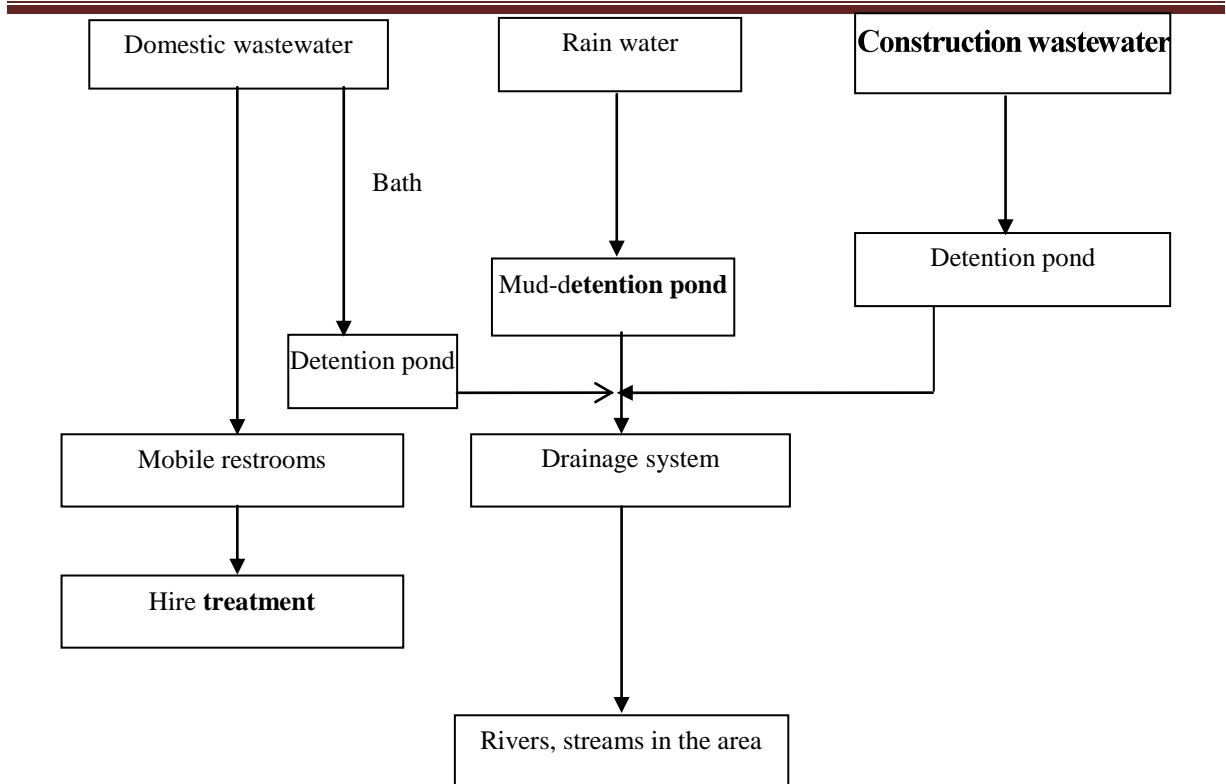 Domestic wastewater
Rain water
Construction wastewater
Bath
Mud-detention pond
Detention pond
Detention pond
Mobile restrooms
Drainage system
Hire treatment
Rivers, streams in the area